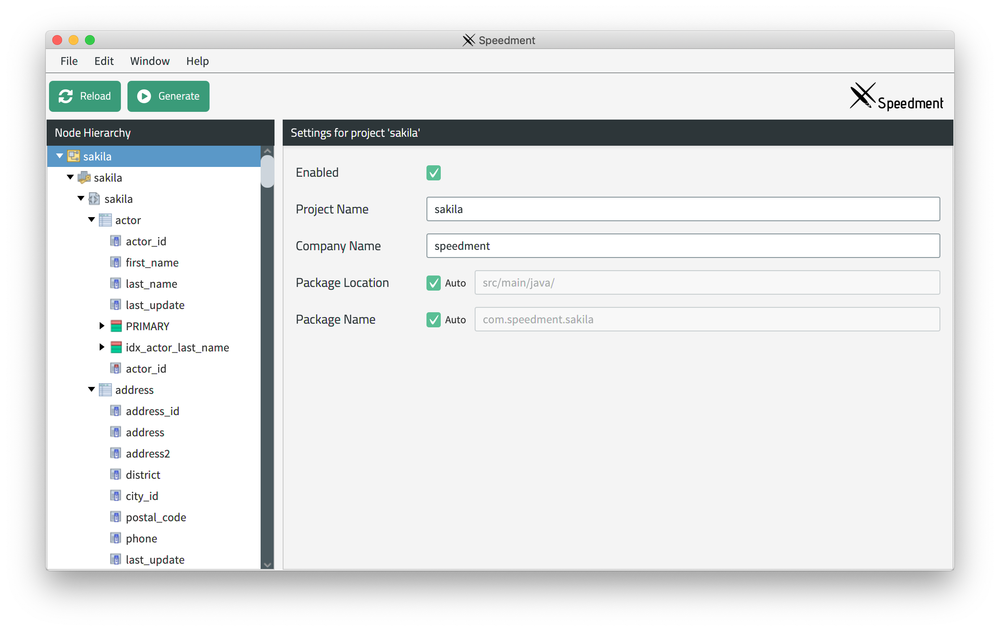 Speedment
File Edit Window Help
Reload Generate
Speedment
Node Hierarchy
sakila
sakila
sakila
actor
actor_id
first_name
last_name
last_update
PRIMARY
idx_actor_last_name
actor_id
address
address_id
address
address2
district
city_id
postal_code
phone
last_update
Settings for project 'sakila'
Enabled
Project Name sakila
Company Name speedment
Package Location Auto src/main/java/
Package Name Auto com.speedment.sakila